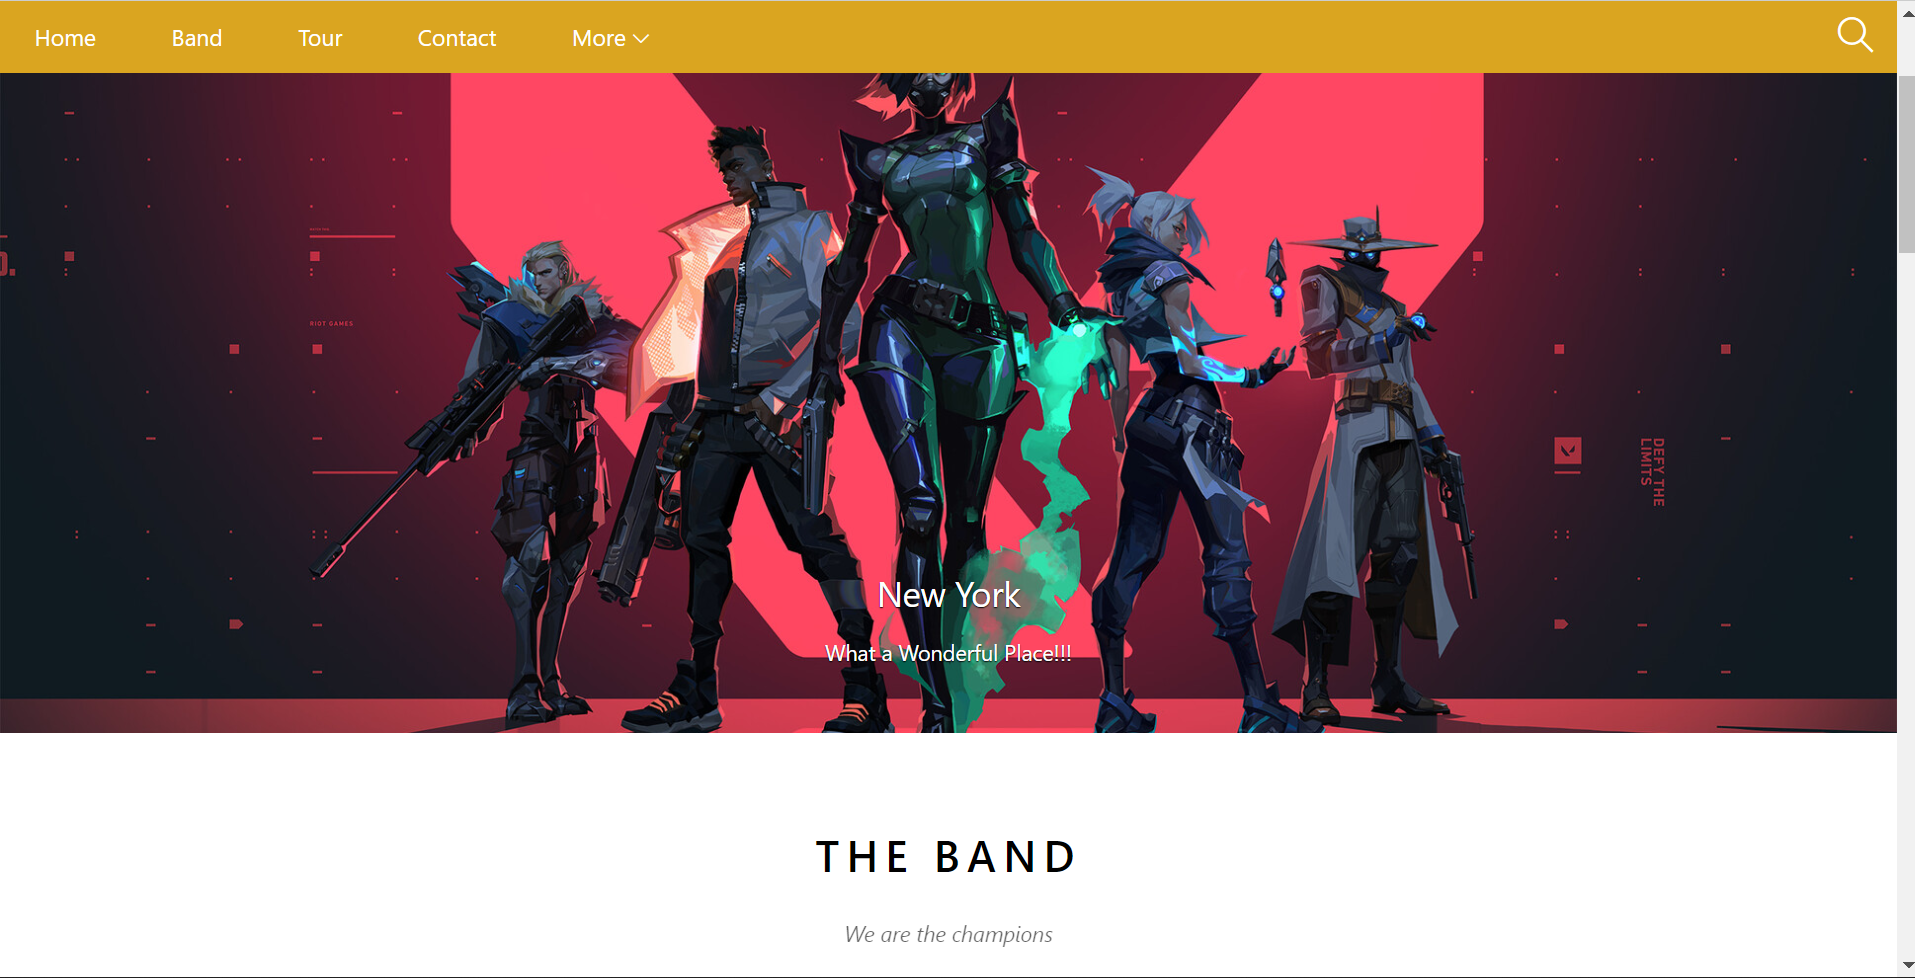 Home Band Tour Contact More
RIOT GAMES
DEFY THE
LIMITS
New York
What a Wonderful Place!!!
THE BAND
We are the champions